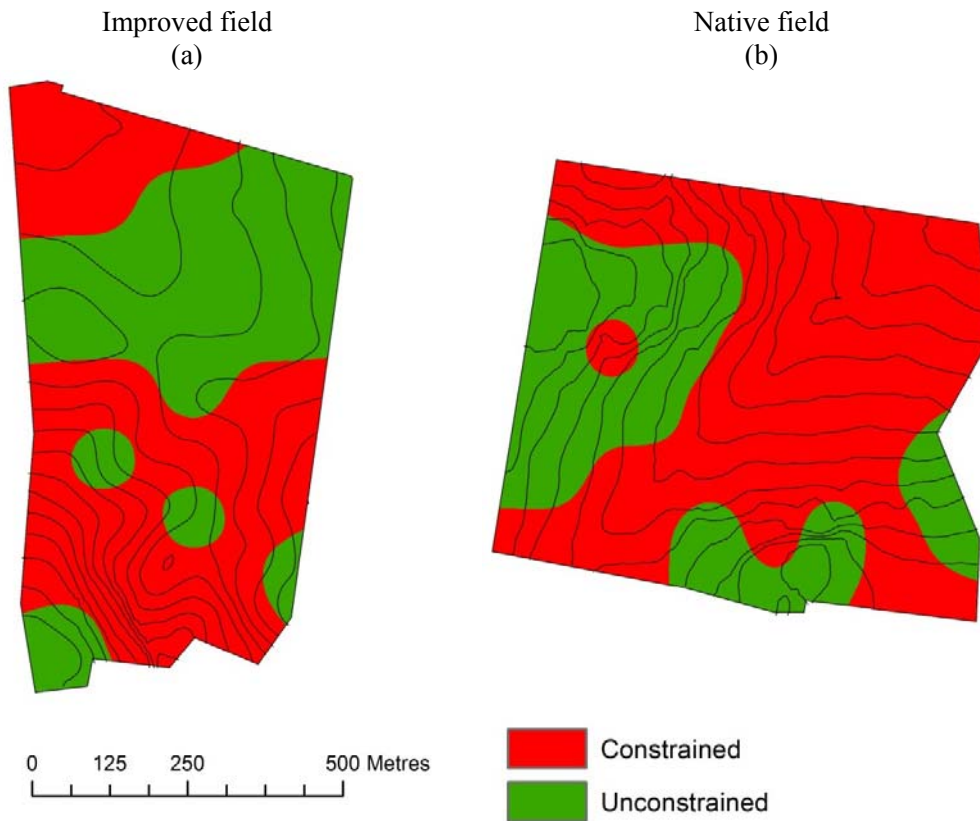 Improved field
(a)
Native field
(b)
0 125 250 500 Metres
Constrained
Unconstrained